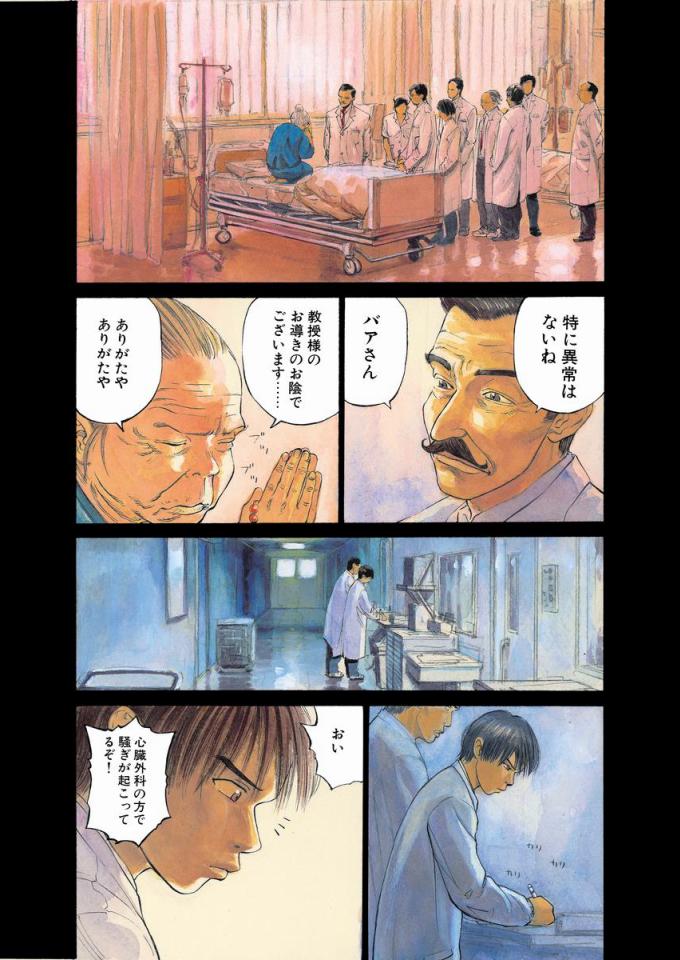 特に異常は
ないね
バアさん
教授様の
お導きのお陰で
ございます……
ありがたや
ありがたや
ブツ
ブツ
カリ
カリ
カリ
おい
心臓外科の方で
騒ぎが起こって
るぞ！